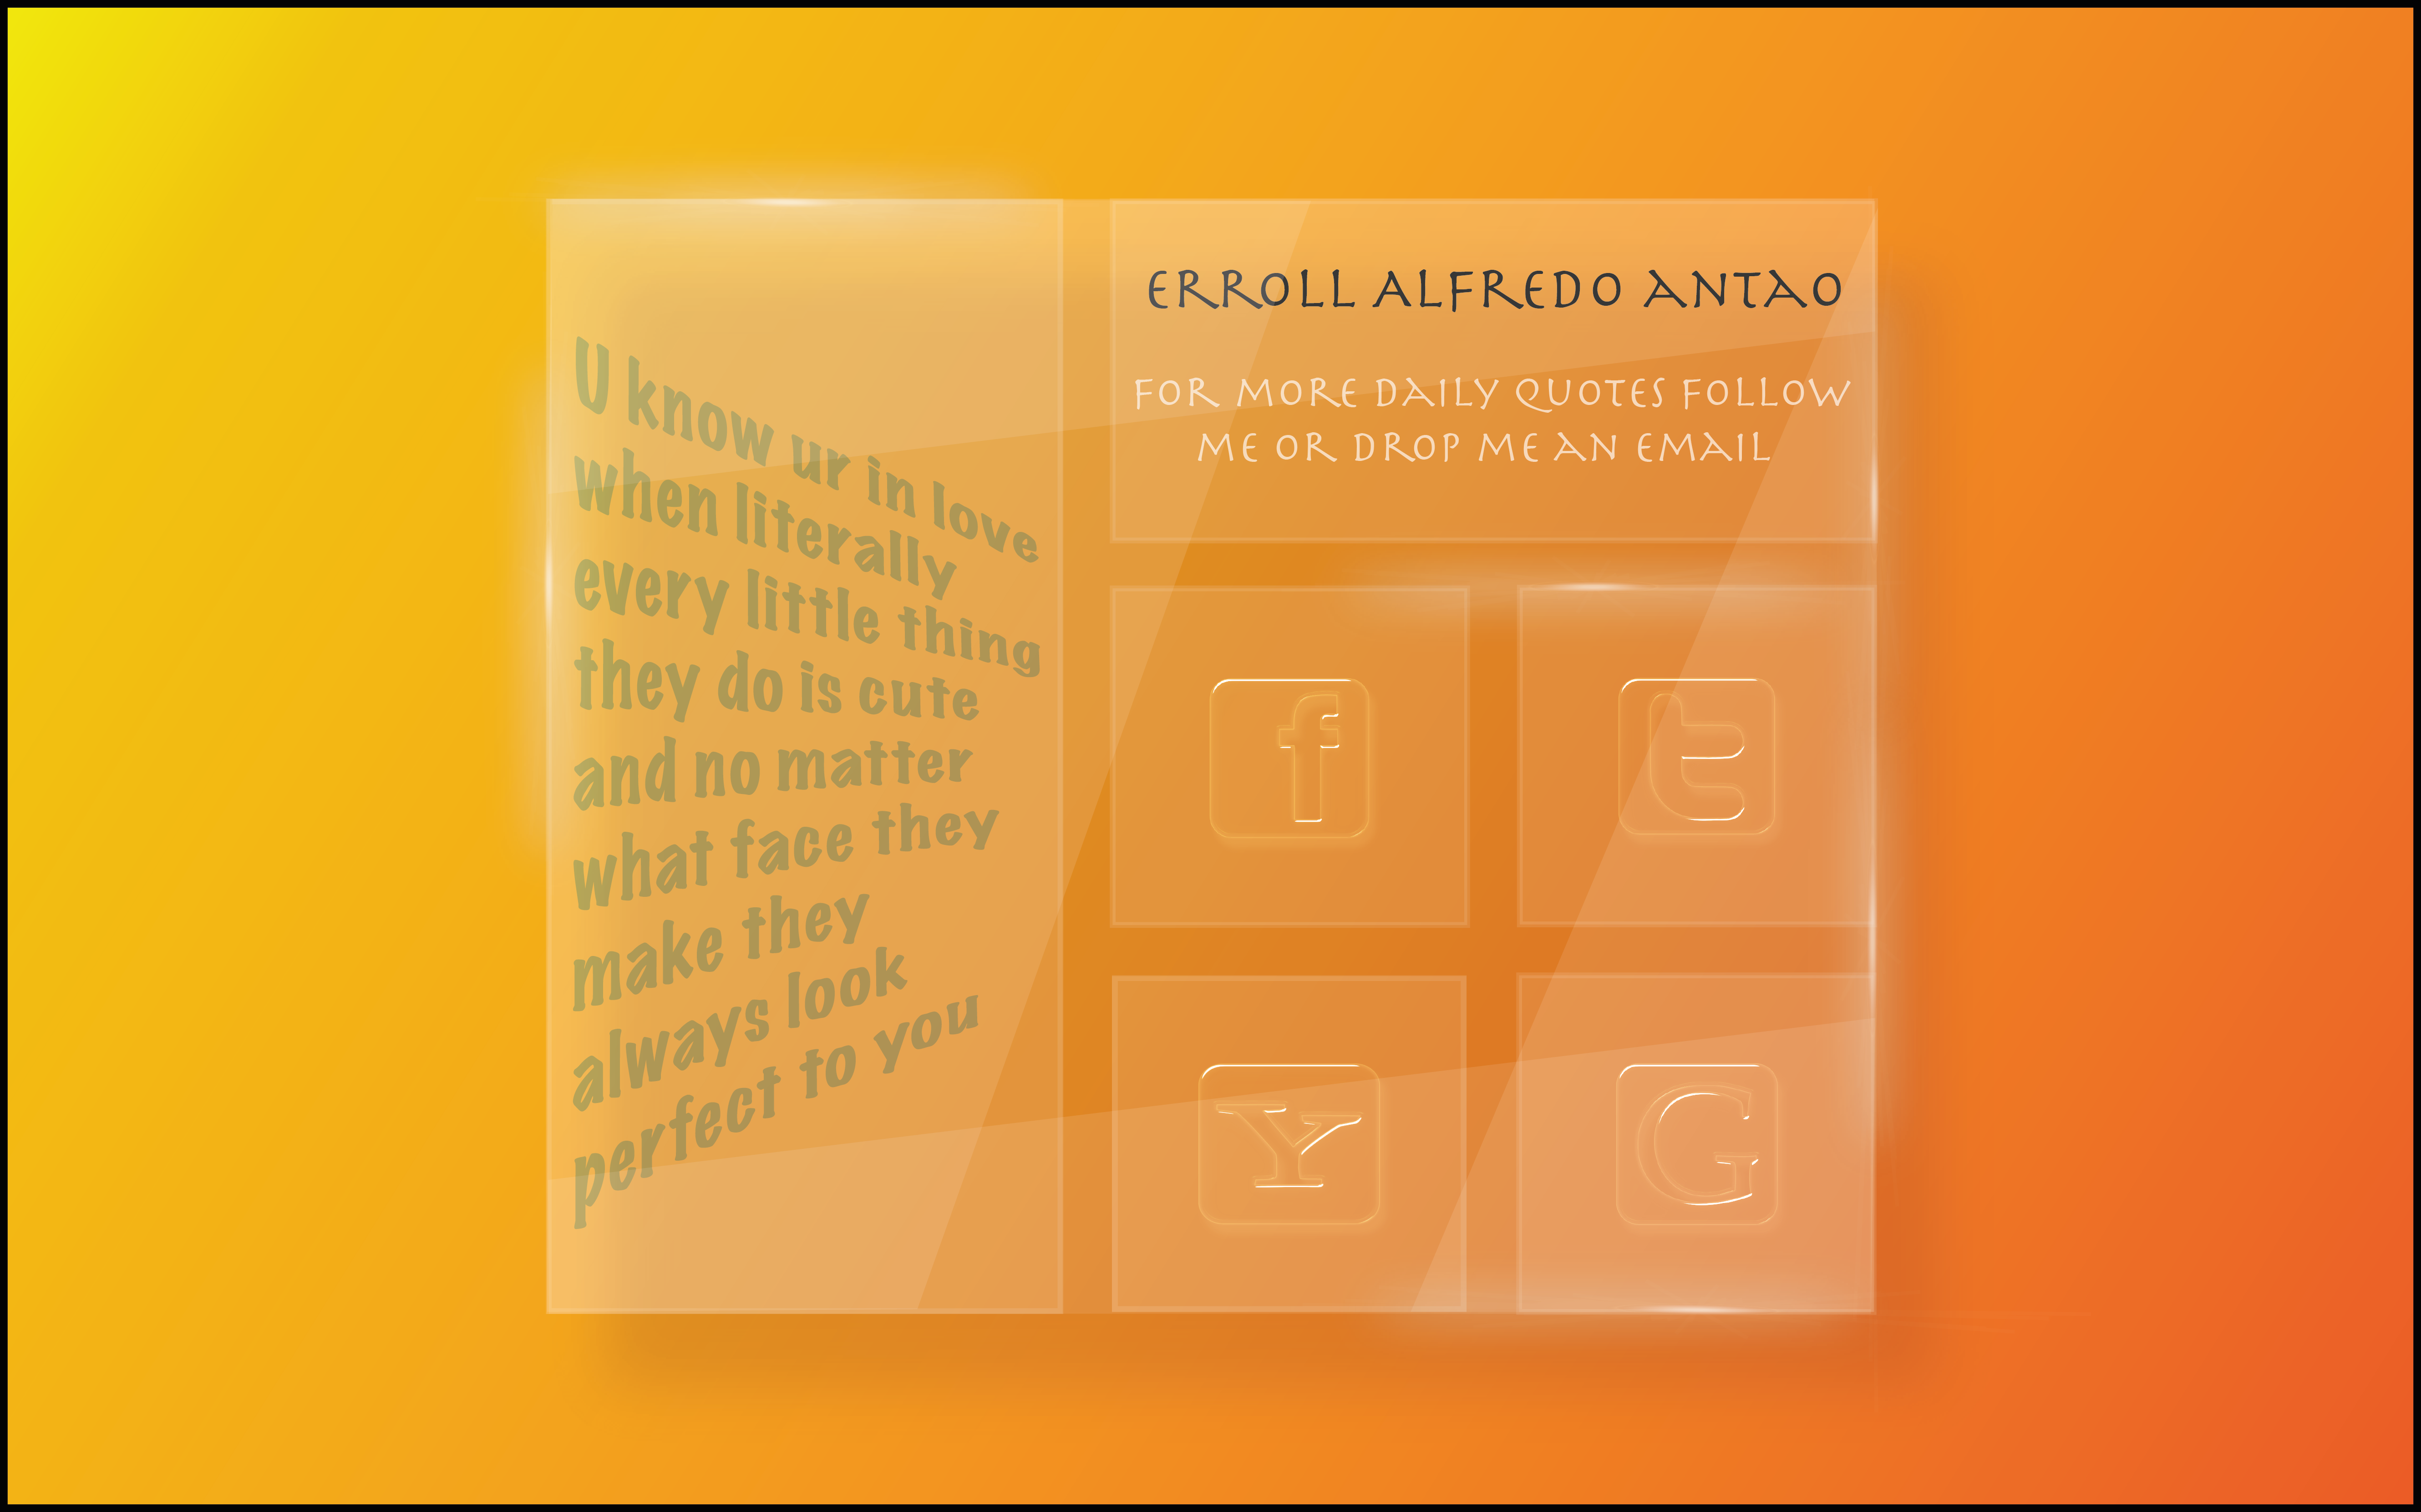 U know ur in love
when literally
every little thing
they do is cute
and no matter
what face they
make they
always look
perfect to you
ERROLL ALFREDO ANTAO
FOR MORE DAILY QUOTES FOLLOW
ME OR DROP ME AN EMAIL
f
t
Y
G